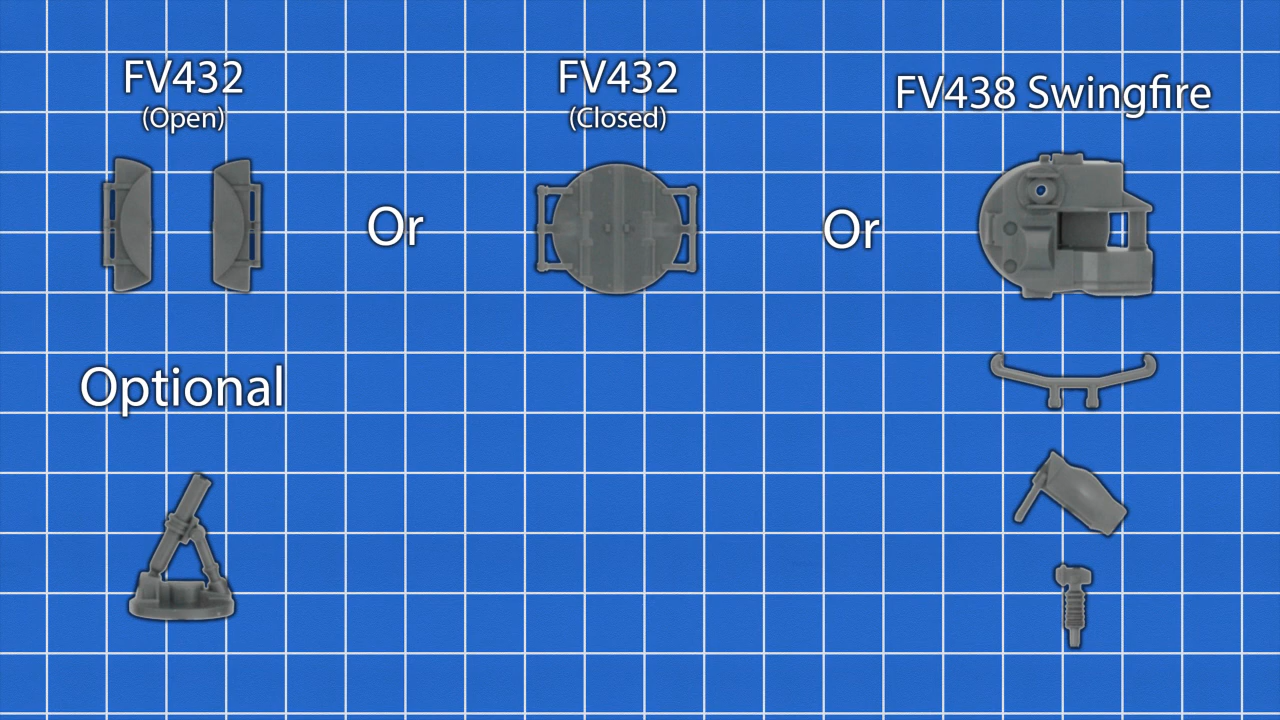 FV432
(Open)
Or
FV432
(Closed)
Or
FV438 Swingfire
Optional